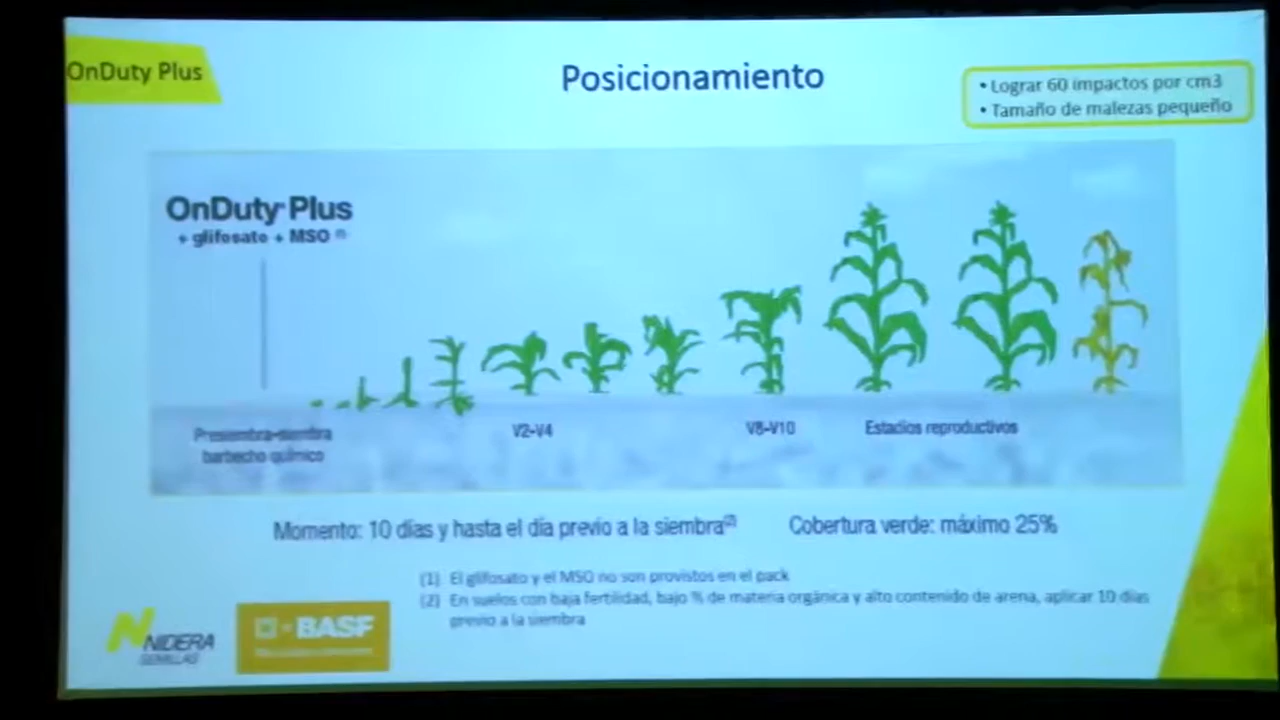 OnDuty Plus
Posicionamiento
• Lograr 60 impactos por cm3
• Tamaño de malezas pequeño
OnDuty Plus
+ glifosato + MSO (1)
Presiembra-siembra
barbecho químico
V2-V4
V8-V10
Estadios reproductivos
Momento: 10 días y hasta el día previo a la siembra(2)
Cobertura verde: máximo 25%
(1) El glifosato y el MSO no son provistos en el pack
(2) En suelos con baja fertilidad, bajo % de materia orgánica y alto contenido de arena, aplicar 10 días
previo a la siembra
NIDERA
SEMILLAS
BASF